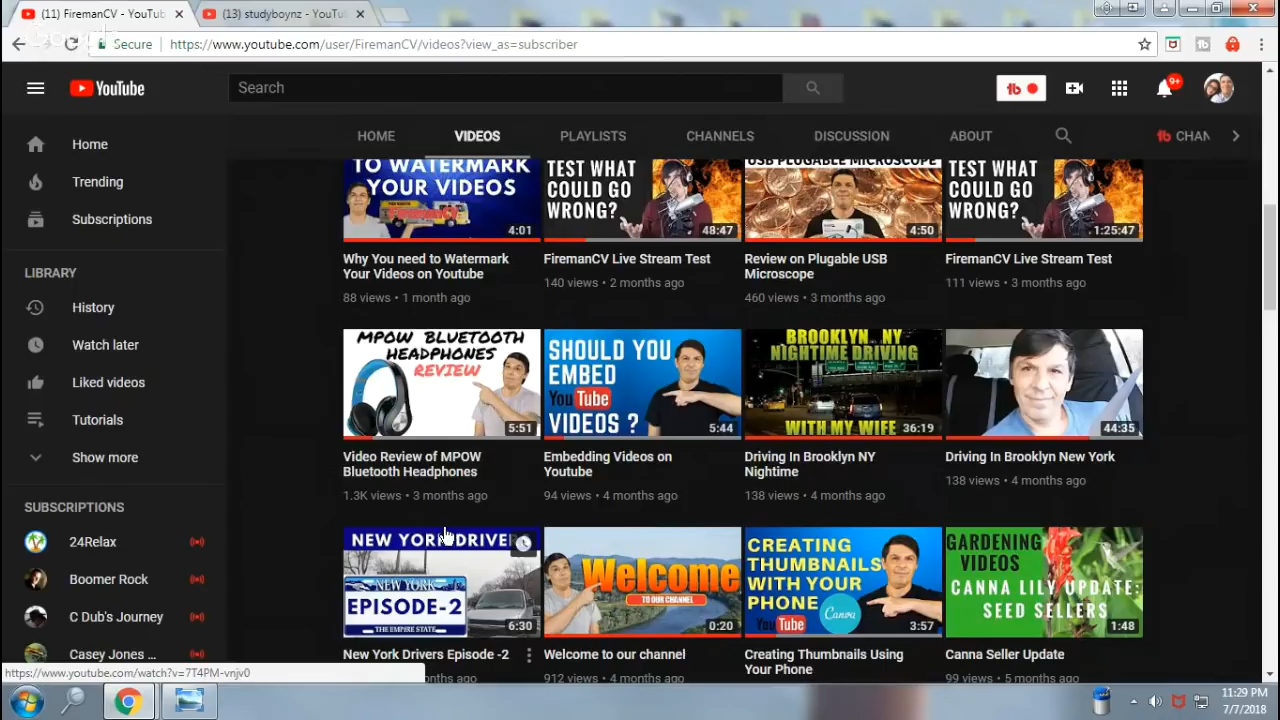 (11) FiremanCV - YouTub
(13) studyboynz - YouTu
Secure
https://www.youtube.com/user/FiremanCV/videos?view_as=subscriber
YouTube
Search
9+
HOME
VIDEOS
PLAYLISTS
CHANNELS
DISCUSSION
ABOUT
CHAN
Home
Trending
Subscriptions
LIBRARY
History
Watch later
Liked videos
Tutorials
Show more
SUBSCRIPTIONS
24Relax
Boomer Rock
C Dub's Journey
Casey Jones ...
TO WATERMARK
YOUR VIDEOS
4:01
TEST WHAT
COULD GO
WRONG?
48:47
USB PLUGABLE MICROSCOPE
4:50
TEST WHAT
COULD GO
WRONG?
1:25:47
Why You need to Watermark
Your Videos on Youtube
88 views • 1 month ago
FiremanCV Live Stream Test
140 views • 2 months ago
Review on Plugable USB
Microscope
460 views • 3 months ago
FiremanCV Live Stream Test
111 views • 3 months ago
MPOW BLUETOOTH
HEADPHONES
REVIEW
5:51
SHOULD YOU
EMBED
YouTube
VIDEOS ?
5:44
BROOKLYN NY
NIGHTIME DRIVING
WITH MY WIFE
36:19
44:35
Video Review of MPOW
Bluetooth Headphones
1.3K views • 3 months ago
Embedding Videos on
Youtube
94 views • 4 months ago
Driving In Brooklyn NY
Nightime
138 views • 4 months ago
Driving In Brooklyn New York
138 views • 4 months ago
NEW YORK DRIVER
NEW YORK
EPISODE-2
THE EMPIRE STATE
6:30
Welcome
TO OUR CHANNEL
0:20
CREATING
THUMBNAILS
WITH YOUR
PHONE
Canva
YouTube
3:57
GARDENING
VIDEOS
CANNA LILY UPDATE:
SEED SELLERS
1:48
New York Drivers Episode -2
Welcome to our channel
912 views • 4 months ago
Creating Thumbnails Using
Your Phone
Canna Seller Update
99 views • 5 months ago
https://www.youtube.com/watch?v=7T4PM-vnjv0
onths ago
11:29 PM
7/7/2018